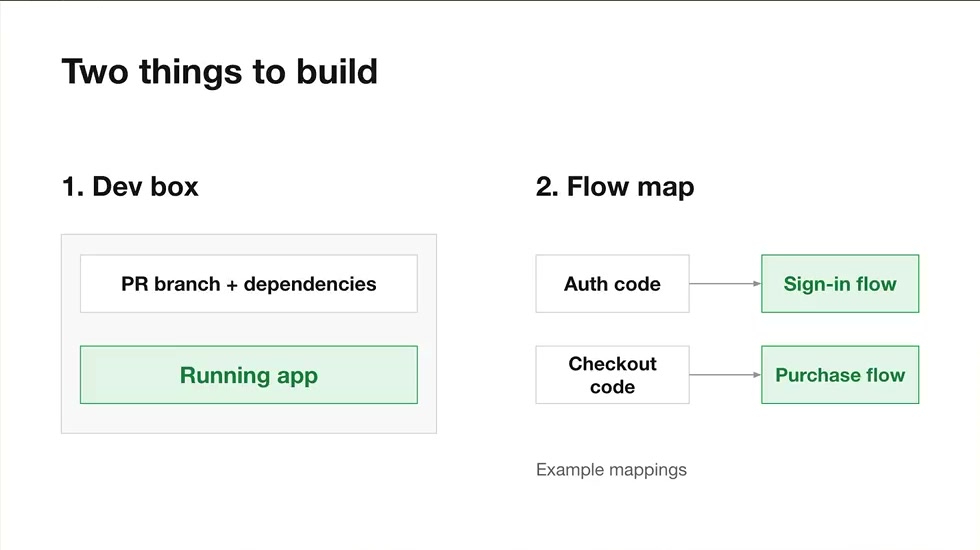 Two things to build
1. Dev box
PR branch + dependencies
Running app
2. Flow map
Auth code
Sign-in flow
Checkout
code
Purchase flow
Example mappings